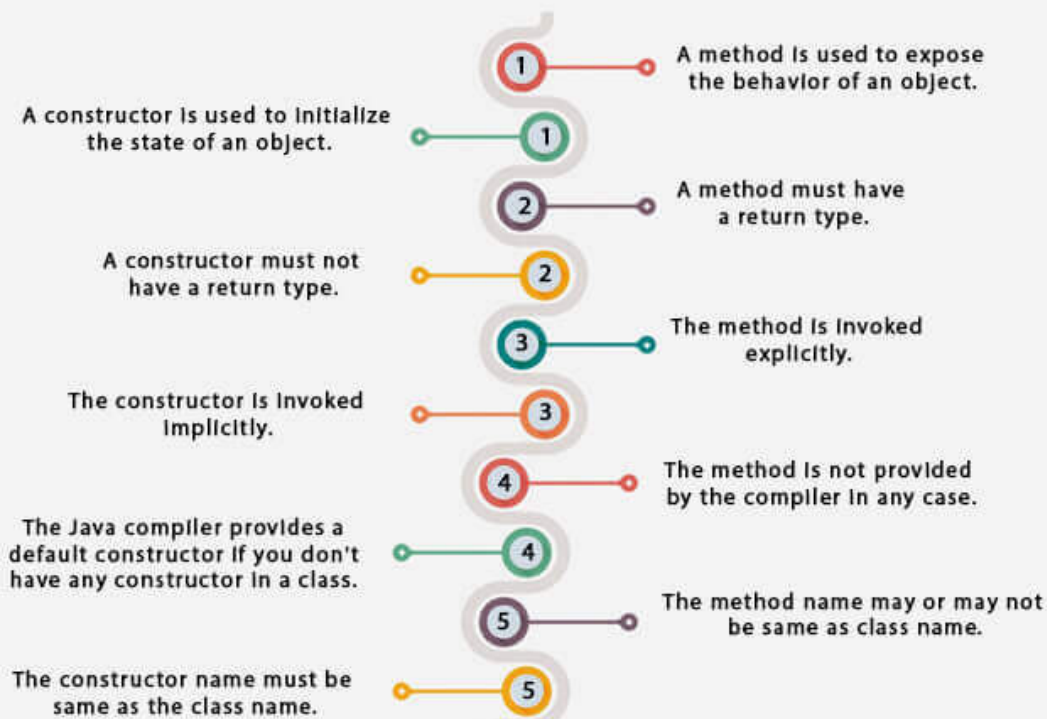 1
A method is used to expose
the behavior of an object.
A constructor is used to initialize
the state of an object.
1
2
A method must have
a return type.
A constructor must not
have a return type.
2
3
The method is invoked
explicitly.
The constructor is invoked
implicitly.
3
4
The method is not provided
by the compiler in any case.
The Java compiler provides a
default constructor if you don't
have any constructor in a class.
4
5
The method name may or may not
be same as class name.
The constructor name must be
same as the class name.
5